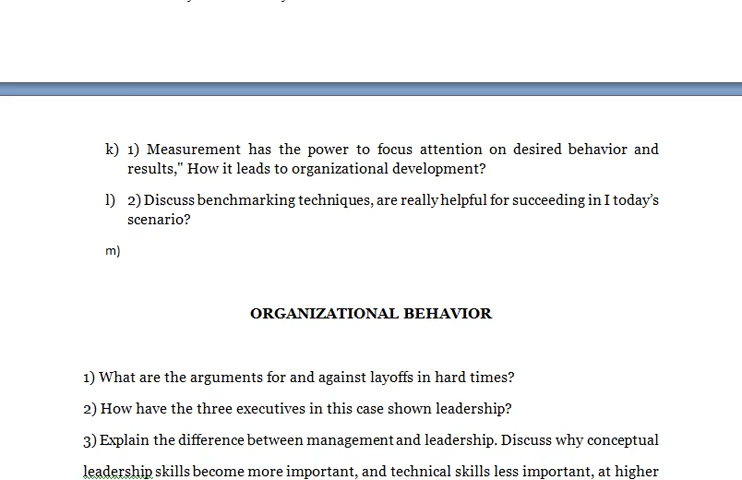 k) 1) Measurement has the power to focus attention on desired behavior and
results," How it leads to organizational development?
l) 2) Discuss benchmarking techniques, are really helpful for succeeding in I today's
scenario?
m)
ORGANIZATIONAL BEHAVIOR
1) What are the arguments for and against layoffs in hard times?
2) How have the three executives in this case shown leadership?
3) Explain the difference between management and leadership. Discuss why conceptual
leadership skills become more important, and technical skills less important, at higher